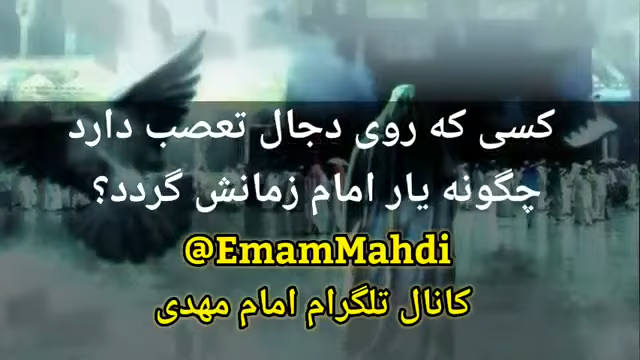 کسی که روی دجال تعصب دارد
چگونه یار امام زمانش گردد؟
@EmamMahdi
کانال تلگرام امام مهدی